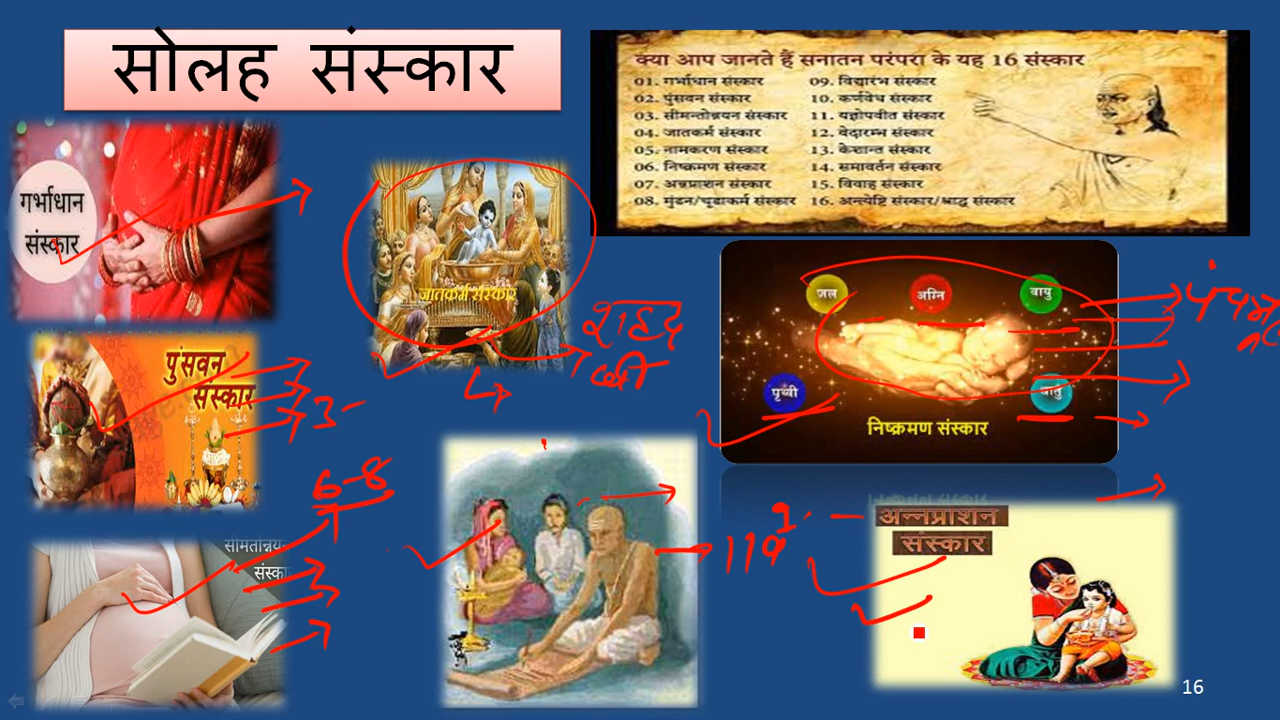 सोलह संस्कार
क्या आप जानते हैं सनातन परंपरा के यह 16 संस्कार
01. गर्भाधान संस्कार
02. पुंसवन संस्कार
03. सीमन्तोन्नयन संस्कार
04. जातकर्म संस्कार
05. नामकरण संस्कार
06. निष्क्रमण संस्कार
07. अन्नप्राशन संस्कार
08. मुंडन/चूडाकर्म संस्कार
09. विद्यारंभ संस्कार
10. कर्णवेध संस्कार
11. यज्ञोपवीत संस्कार
12. वेदारम्भ संस्कार
13. केशान्त संस्कार
14. समावर्तन संस्कार
15. विवाह संस्कार
16. अन्त्येष्टि संस्कार/श्राद्ध संस्कार
गर्भाधान
संस्कार
जातकर्म संस्कार
शहद
जल
अग्नि
वायु
पृथ्वी
निष्क्रमण संस्कार
पुंसवन
संस्कार
3
6-8
अन्नप्राशन
संस्कार
16